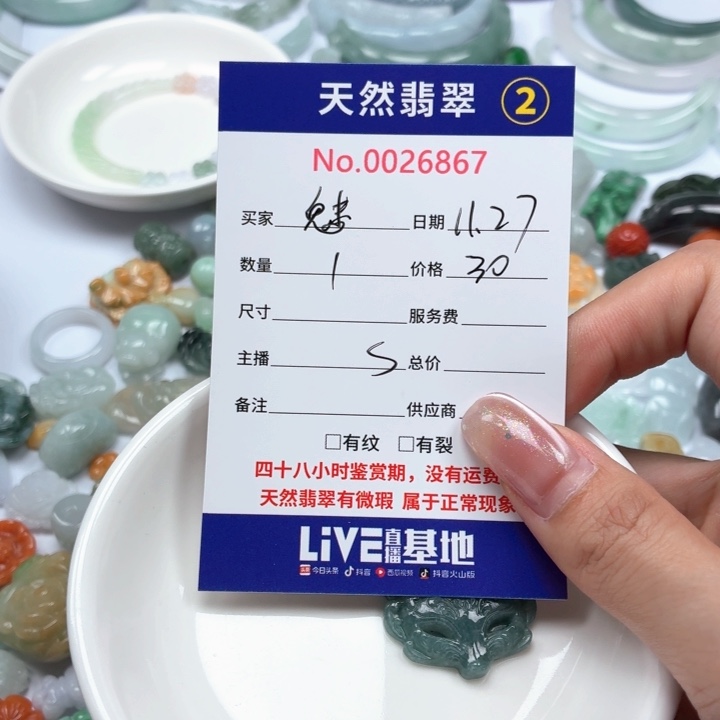 天然翡翠 ②
No.0026867
买家 魅 日期 11.27
数量 1 价格 30
尺寸 服务费
主播 S 总价
备注 供应商
□有纹 □有裂
四十八小时鉴赏期，没有运费
天然翡翠有微瑕 属于正常现象
LiVE直播基地
头条 今日头条 抖音 西瓜视频 抖音火山版